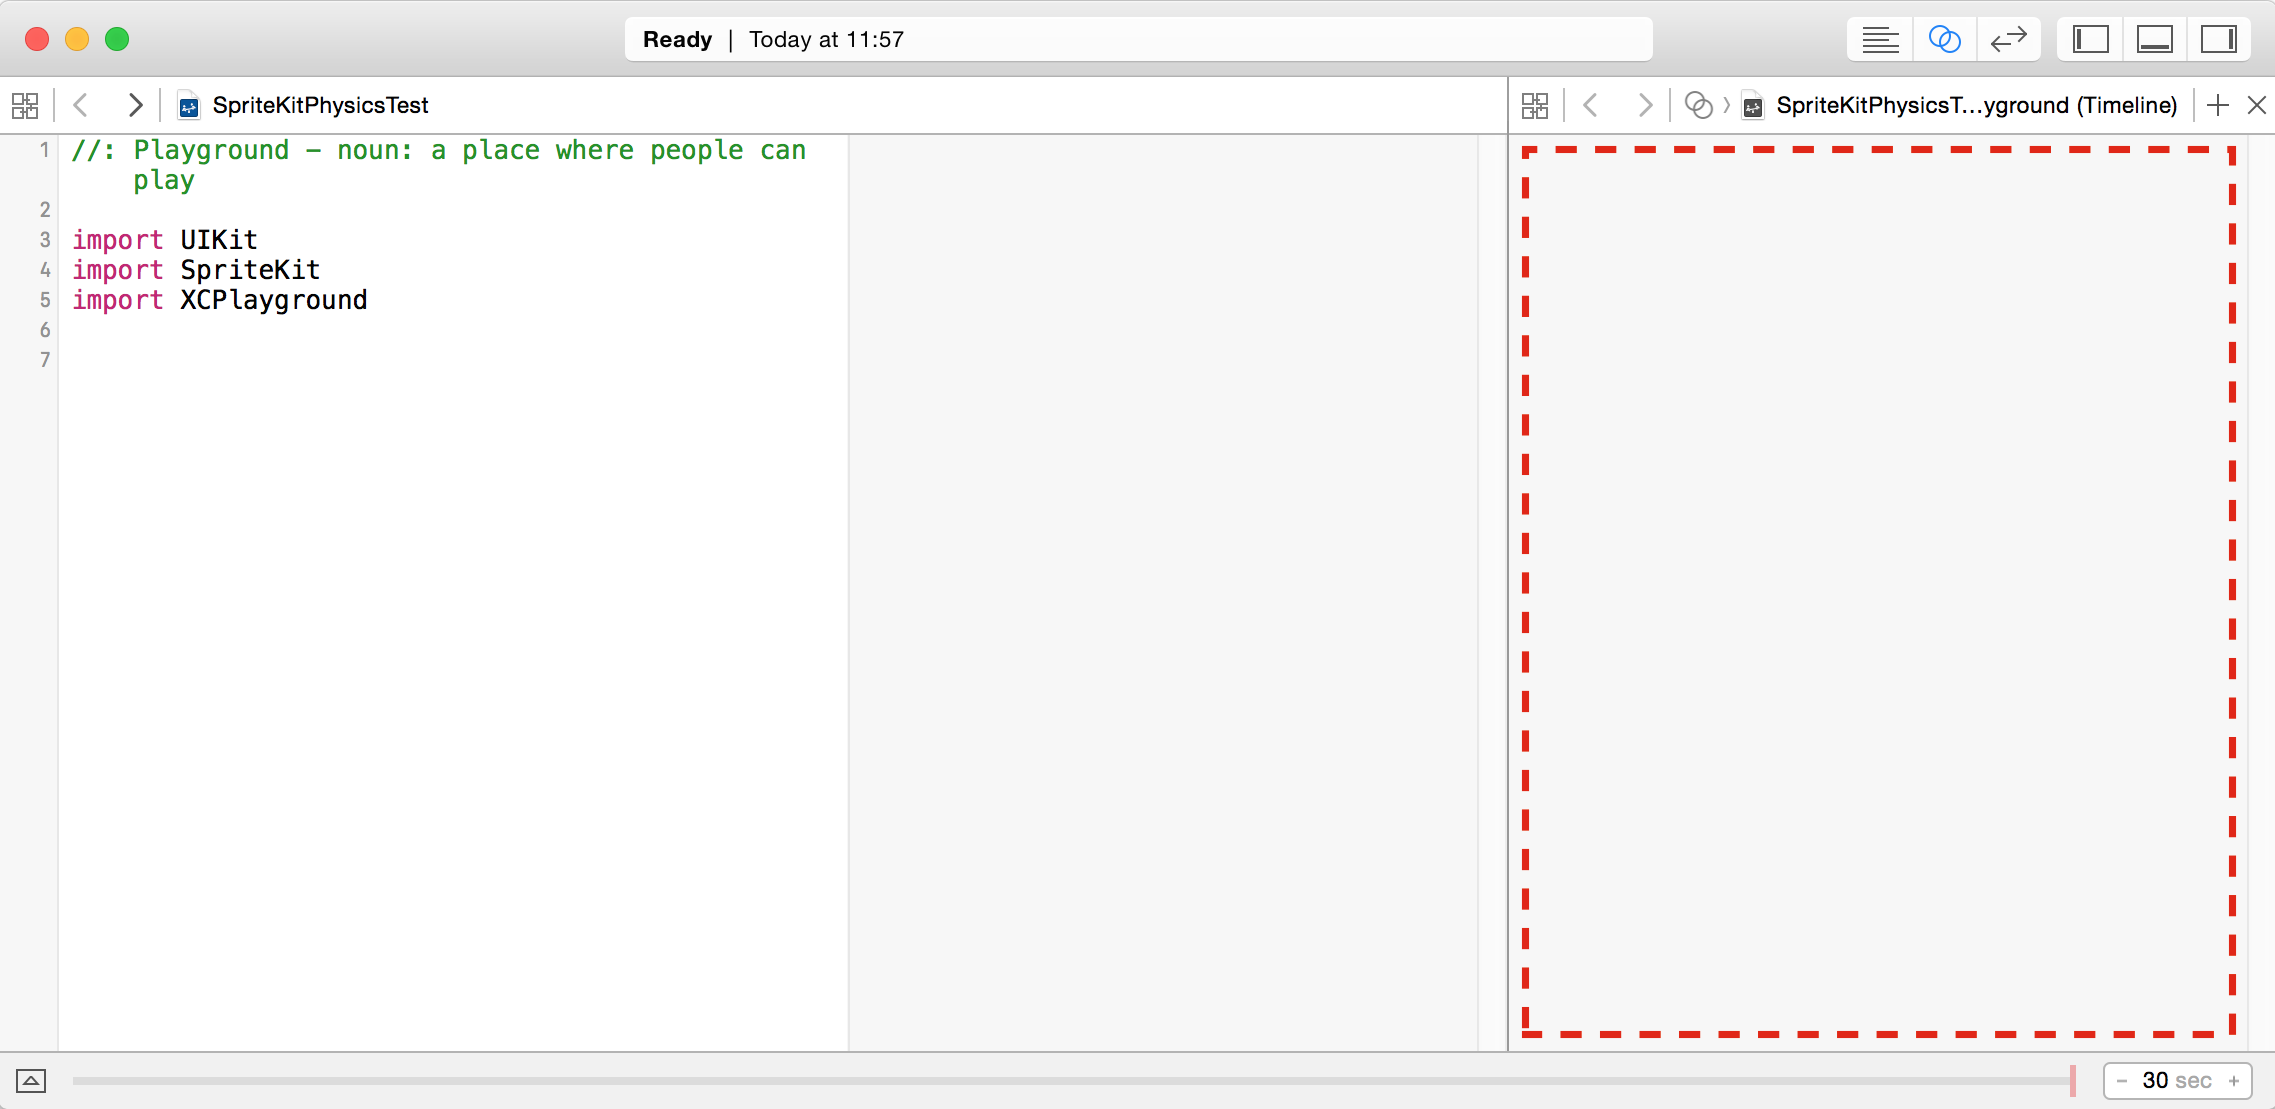 Ready | Today at 11:57
SpriteKitPhysicsTest
SpriteKitPhysicsT...yground (Timeline)
1 //: Playground – noun: a place where people can
play
2
3 import UIKit
4 import SpriteKit
5 import XCPlayground
6
7
– 30 sec +